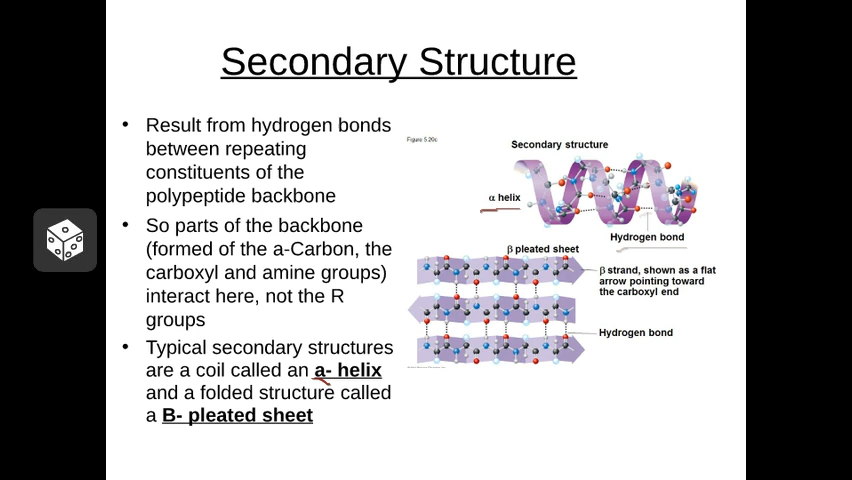 Secondary Structure
• Result from hydrogen bonds
between repeating
constituents of the
polypeptide backbone
• So parts of the backbone
(formed of the a-Carbon, the
carboxyl and amine groups)
interact here, not the R
groups
• Typical secondary structures
are a coil called an a- helix
and a folded structure called
a B- pleated sheet
Figure 5.20c
Secondary structure
α helix
Hydrogen bond
β pleated sheet
β strand, shown as a flat
arrow pointing toward
the carboxyl end
Hydrogen bond